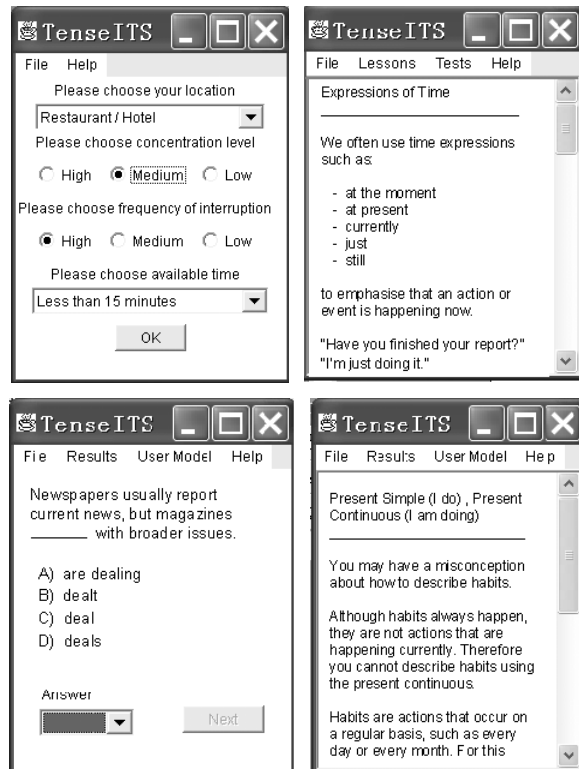 TenseITS
File Help
Please choose your location
Restaurant / Hotel
Please choose concentration level
High Medium Low
Please choose frequency of interruption
High Medium Low
Please choose available time
Less than 15 minutes
OK
TenseITS
File Lessons Tests Help
Expressions of Time
We often use time expressions
such as:
- at the moment
- at present
- currently
- just
- still
to emphasise that an action or
event is happening now.
"Have you finished your report?"
"I'm just doing it."
TenseITS
File Results User Model Help
Newspapers usually report
current news, but magazines
_______ with broader issues.
A) are dealing
B) dealt
C) deal
D) deals
Answer
Next
TenseITS
File Results User Model Help
Present Simple (I do) , Present
Continuous (I am doing)
You may have a misconception
about how to describe habits.
Although habits always happen,
they are not actions that are
happening currently. Therefore
you cannot describe habits using
the present continuous.
Habits are actions that occur on
a regular basis, such as every
day or every month. For this